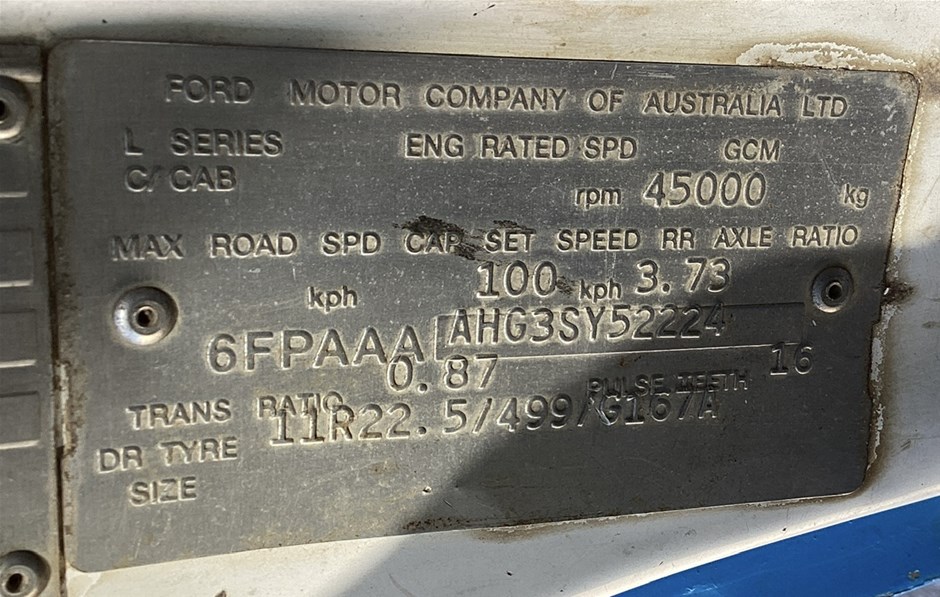 FORD MOTOR COMPANY OF AUSTRALIA LTD
L SERIES ENG RATED SPD GCM
C/CAB rpm 45000 kg
MAX ROAD SPD CAP SET SPEED RR AXLE RATIO
kph 100 kph 3.73
6FPAAA AHG3SY52224
0.87 16
TRANS RATIO PULSE TEETH
11R22.5/499/G167A
DR TYRE
SIZE